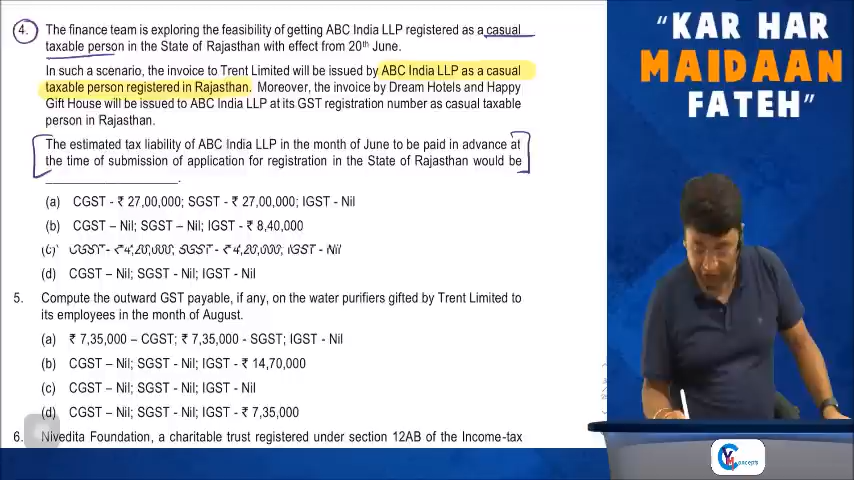 4. The finance team is exploring the feasibility of getting ABC India LLP registered as a casual
taxable person in the State of Rajasthan with effect from 20th June.
In such a scenario, the invoice to Trent Limited will be issued by ABC India LLP as a casual
taxable person registered in Rajasthan. Moreover, the invoice by Dream Hotels and Happy
Gift House will be issued to ABC India LLP at its GST registration number as casual taxable
person in Rajasthan.
The estimated tax liability of ABC India LLP in the month of June to be paid in advance at
the time of submission of application for registration in the State of Rajasthan would be
____________________.
(a) CGST - ₹ 27,00,000; SGST - ₹ 27,00,000; IGST - Nil
(b) CGST – Nil; SGST – Nil; IGST - ₹ 8,40,000
(c) CGST - ₹ 4,20,000; SGST - ₹ 4,20,000; IGST - Nil
(d) CGST – Nil; SGST - Nil; IGST - Nil
5. Compute the outward GST payable, if any, on the water purifiers gifted by Trent Limited to
its employees in the month of August.
(a) ₹ 7,35,000 – CGST; ₹ 7,35,000 - SGST; IGST - Nil
(b) CGST – Nil; SGST - Nil; IGST - ₹ 14,70,000
(c) CGST – Nil; SGST - Nil; IGST - Nil
(d) CGST – Nil; SGST - Nil; IGST - ₹ 7,35,000
6. Nivedita Foundation, a charitable trust registered under section 12AB of the Income-tax
"KAR HAR
MAIDAAN
FATEH"